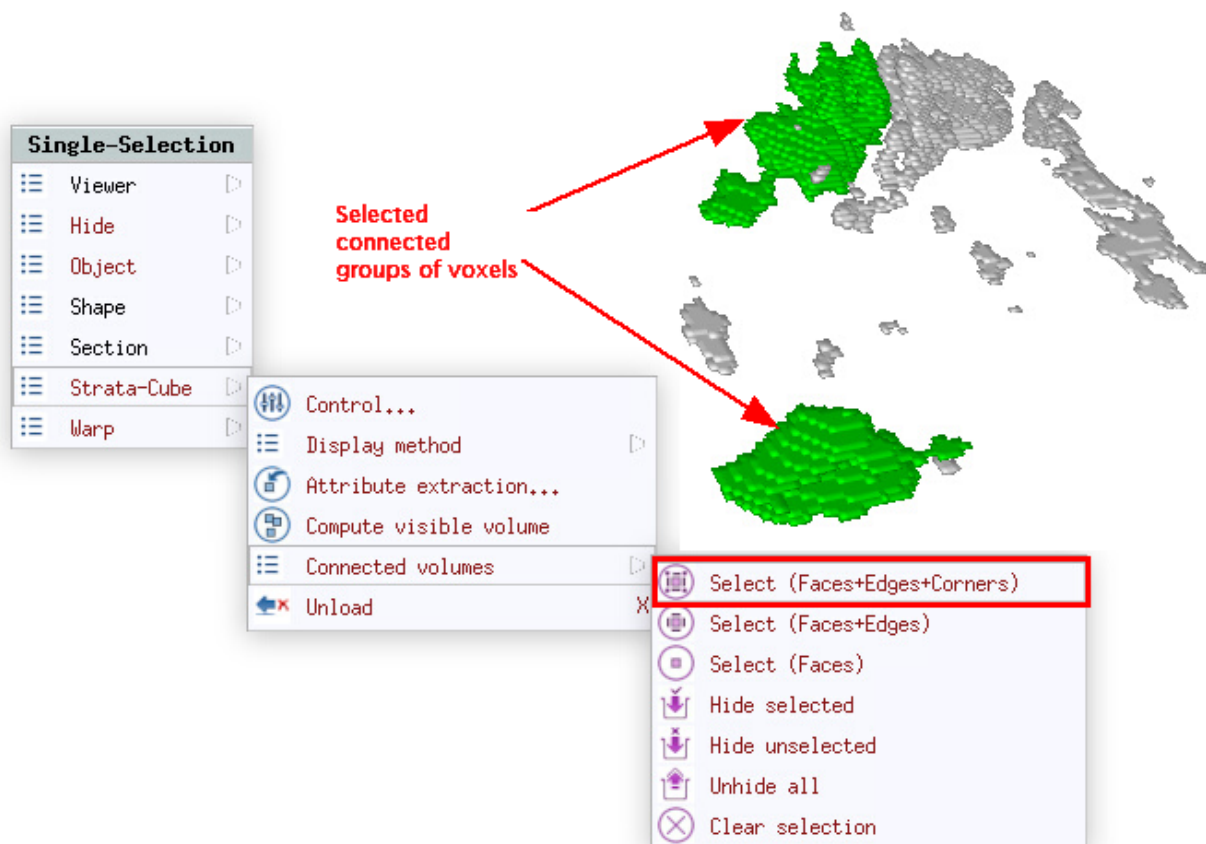 Single-Selection
Viewer
Hide
Object
Shape
Section
Strata-Cube
Warp
Selected
connected
groups of voxels
Control...
Display method
Attribute extraction...
Compute visible volume
Connected volumes
Unload X
Select (Faces+Edges+Corners)
Select (Faces+Edges)
Select (Faces)
Hide selected
Hide unselected
Unhide all
Clear selection